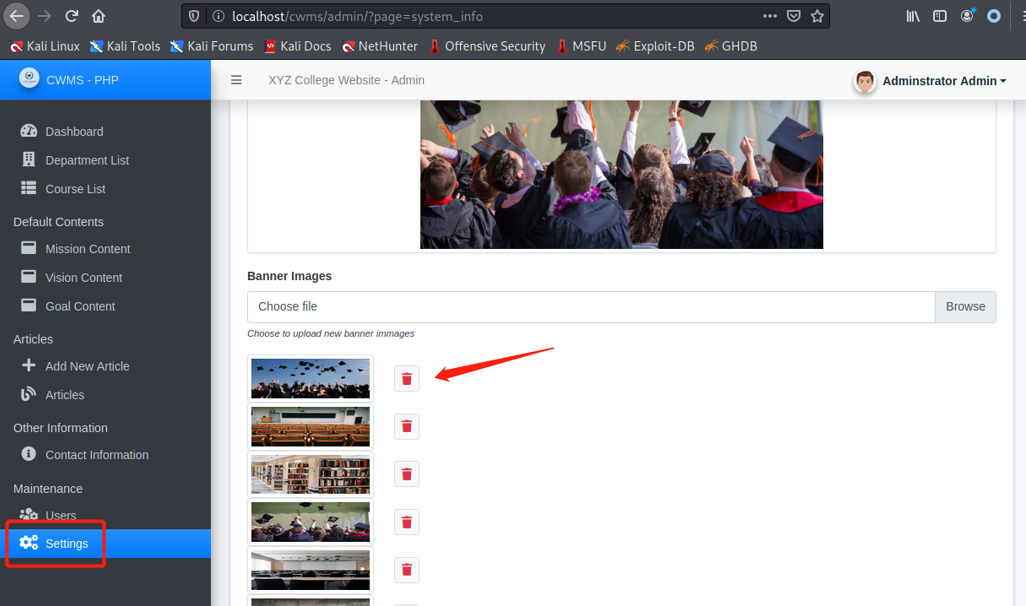 localhost/cwms/admin/?page=system_info
Kali Linux Kali Tools Kali Forums Kali Docs NetHunter Offensive Security MSFU Exploit-DB GHDB
CWMS - PHP
XYZ College Website - Admin
Adminstrator Admin
Dashboard
Department List
Course List
Default Contents
Mission Content
Vision Content
Goal Content
Articles
Add New Article
Articles
Other Information
Contact Information
Maintenance
Users
Settings
Banner Images
Choose file
Browse
Choose to upload new banner immages